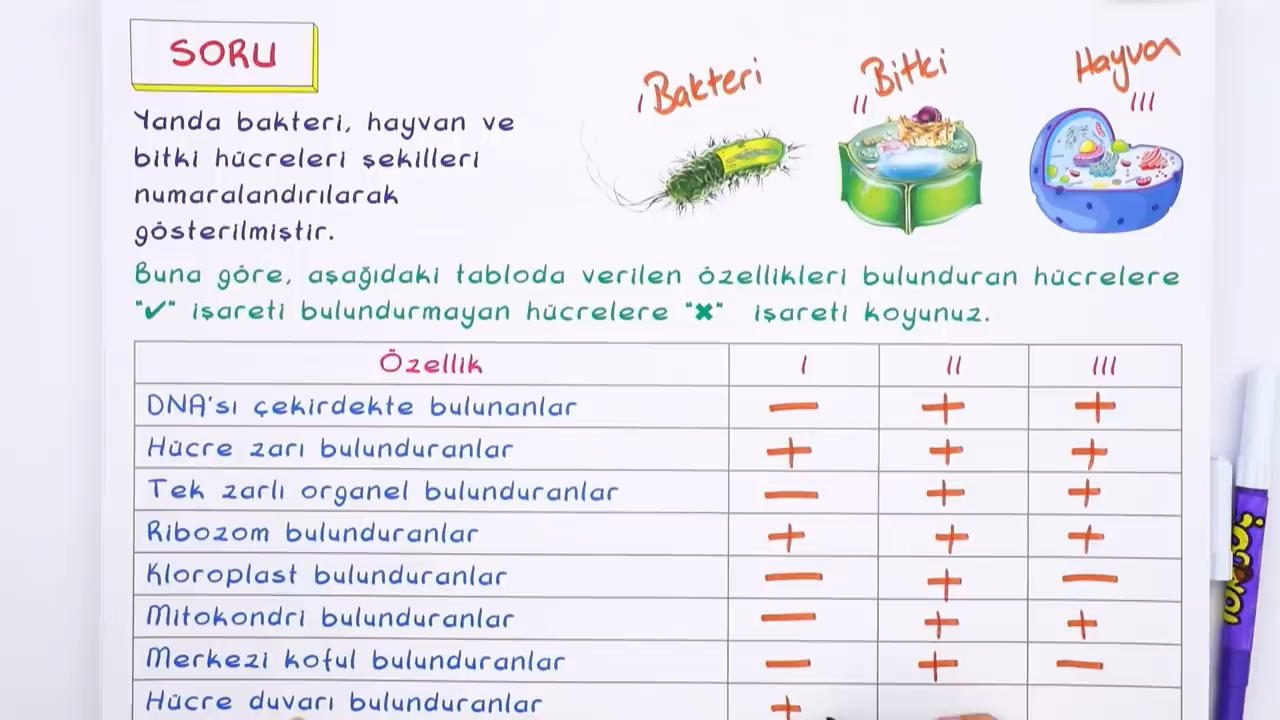 SORU
Bakteri Bitki Hayvan
I II III
Yanda bakteri, hayvan ve
bitki hücreleri şekilleri
numaralandırılarak
gösterilmiştir.
Buna göre, aşağıdaki tabloda verilen özellikleri bulunduran hücrelere
"✔" işareti bulundurmayan hücrelere "✖" işareti koyunuz.
Özellik I II III
DNA'sı çekirdekte bulunanlar — + +
Hücre zarı bulunduranlar + + +
Tek zarlı organel bulunduranlar — + +
Ribozom bulunduranlar + + +
Kloroplast bulunduranlar — + —
Mitokondri bulunduranlar — + +
Merkezi koful bulunduranlar — + —
Hücre duvarı bulunduranlar +